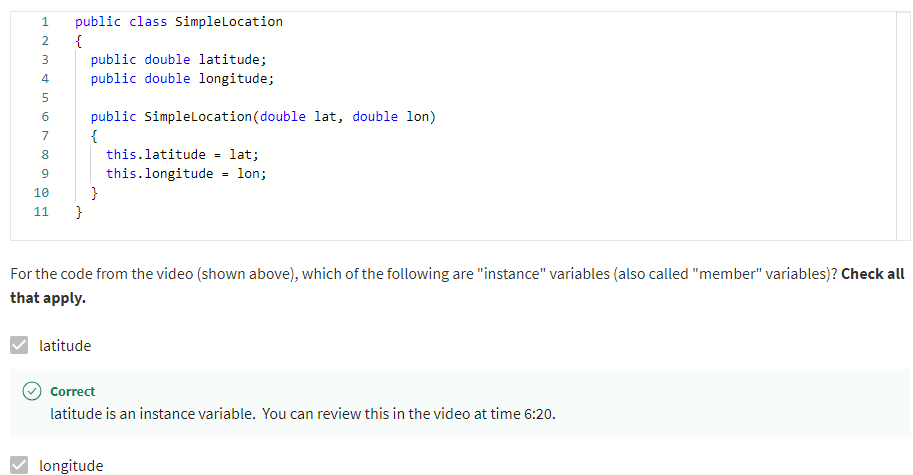 1 public class SimpleLocation
2 {
3 public double latitude;
4 public double longitude;
5
6 public SimpleLocation(double lat, double lon)
7 {
8 this.latitude = lat;
9 this.longitude = lon;
10 }
11 }
For the code from the video (shown above), which of the following are "instance" variables (also called "member" variables)? Check all
that apply.
latitude
Correct
latitude is an instance variable. You can review this in the video at time 6:20.
longitude